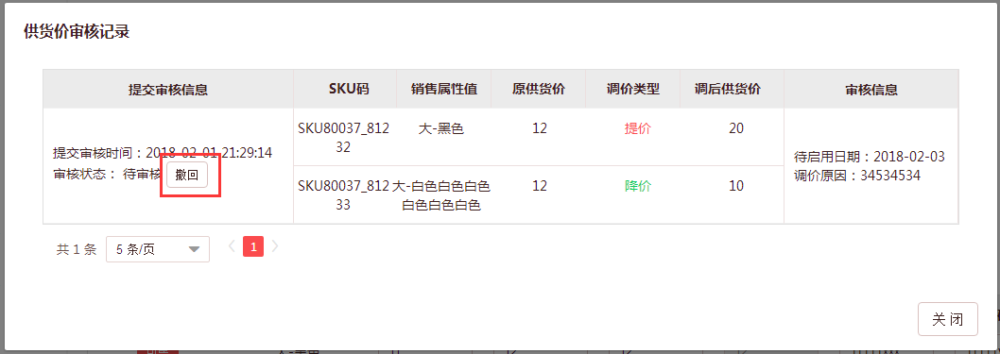 供货价审核记录
提交审核信息 SKU码 销售属性值 原供货价 调价类型 调后供货价 审核信息
提交审核时间：2018-02-01 21:29:14
审核状态： 待审核 撤回
SKU80037_812
32
大-黑色 12 提价 20
SKU80037_812
33
大-白色白色白色
白色白色白色
12 降价 10
待启用日期：2018-02-03
调价原因：34534534
共 1 条 5 条/页 1
关 闭